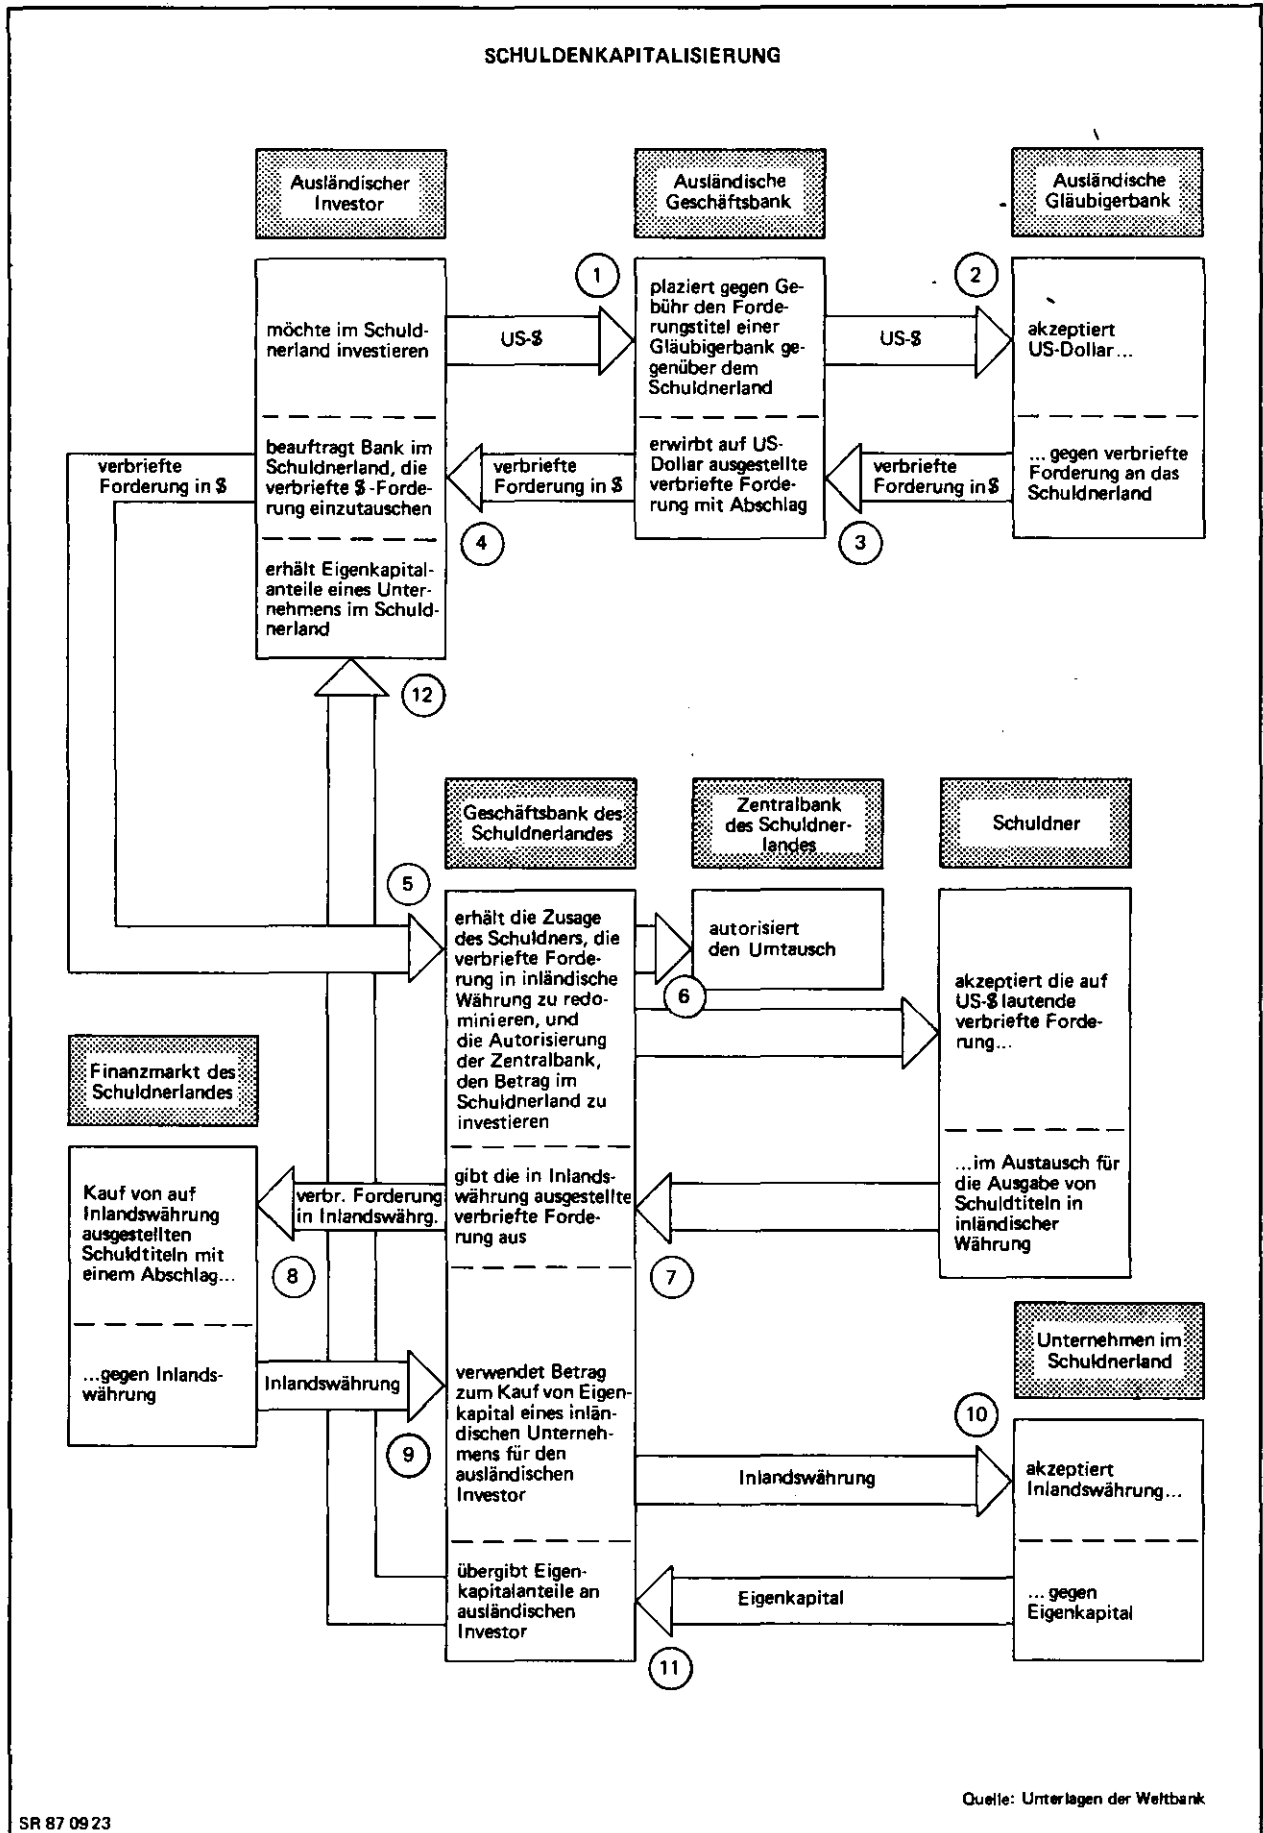 SCHULDENKAPITALISIERUNG
Ausländischer
Investor
Ausländische
Geschäftsbank
Ausländische
Gläubigerbank
1
2
möchte im Schuld-
nerland investieren
US-$
plaziert gegen Ge-
bühr den Forde-
rungstitel einer
Gläubigerbank ge-
genüber dem
Schuldnerland
US-$
akzeptiert
US-Dollar...
verbriefte
Forderung in $
beauftragt Bank im
Schuldnerland, die
verbriefte $-Forde-
rung einzutauschen
verbriefte
Forderung in $
erwirbt auf US-
Dollar ausgestellte
verbriefte Forde-
rung mit Abschlag
verbriefte
Forderung in $
... gegen verbriefte
Forderung an das
Schuldnerland
4
3
erhält Eigenkapital-
anteile eines Unter-
nehmens im Schuld-
nerland
12
Geschäftsbank des
Schuldnerlandes
Zentralbank
des Schuldner-
landes
Schuldner
5
erhält die Zusage
des Schuldners, die
verbriefte Forde-
rung in inländische
Währung zu redo-
minieren, und
die Autorisierung
der Zentralbank,
den Betrag im
Schuldnerland zu
investieren
autorisiert
den Umtausch
6
akzeptiert die auf
US-$ lautende
verbriefte Forde-
rung...
Finanzmarkt des
Schuldnerlandes
Kauf von auf
Inlandswährung
ausgestellten
Schuldtiteln mit
einem Abschlag...
verbr. Forderung
in Inlandswährg.
gibt die in Inlands-
währung ausgestellte
verbriefte Forde-
rung aus
...im Austausch für
die Ausgabe von
Schuldtiteln in
inländischer
Währung
8
7
...gegen Inlands-
währung
Inlandswährung
verwendet Betrag
zum Kauf von Eigen-
kapital eines inlän-
dischen Unterneh-
mens für den
ausländischen
Investor
9
Unternehmen im
Schuldnerland
10
Inlandswährung
akzeptiert
Inlandswährung...
übergibt Eigen-
kapitalanteile an
ausländischen
Investor
Eigenkapital
... gegen
Eigenkapital
11
Quelle: Unterlagen der Weltbank
SR 87 09 23